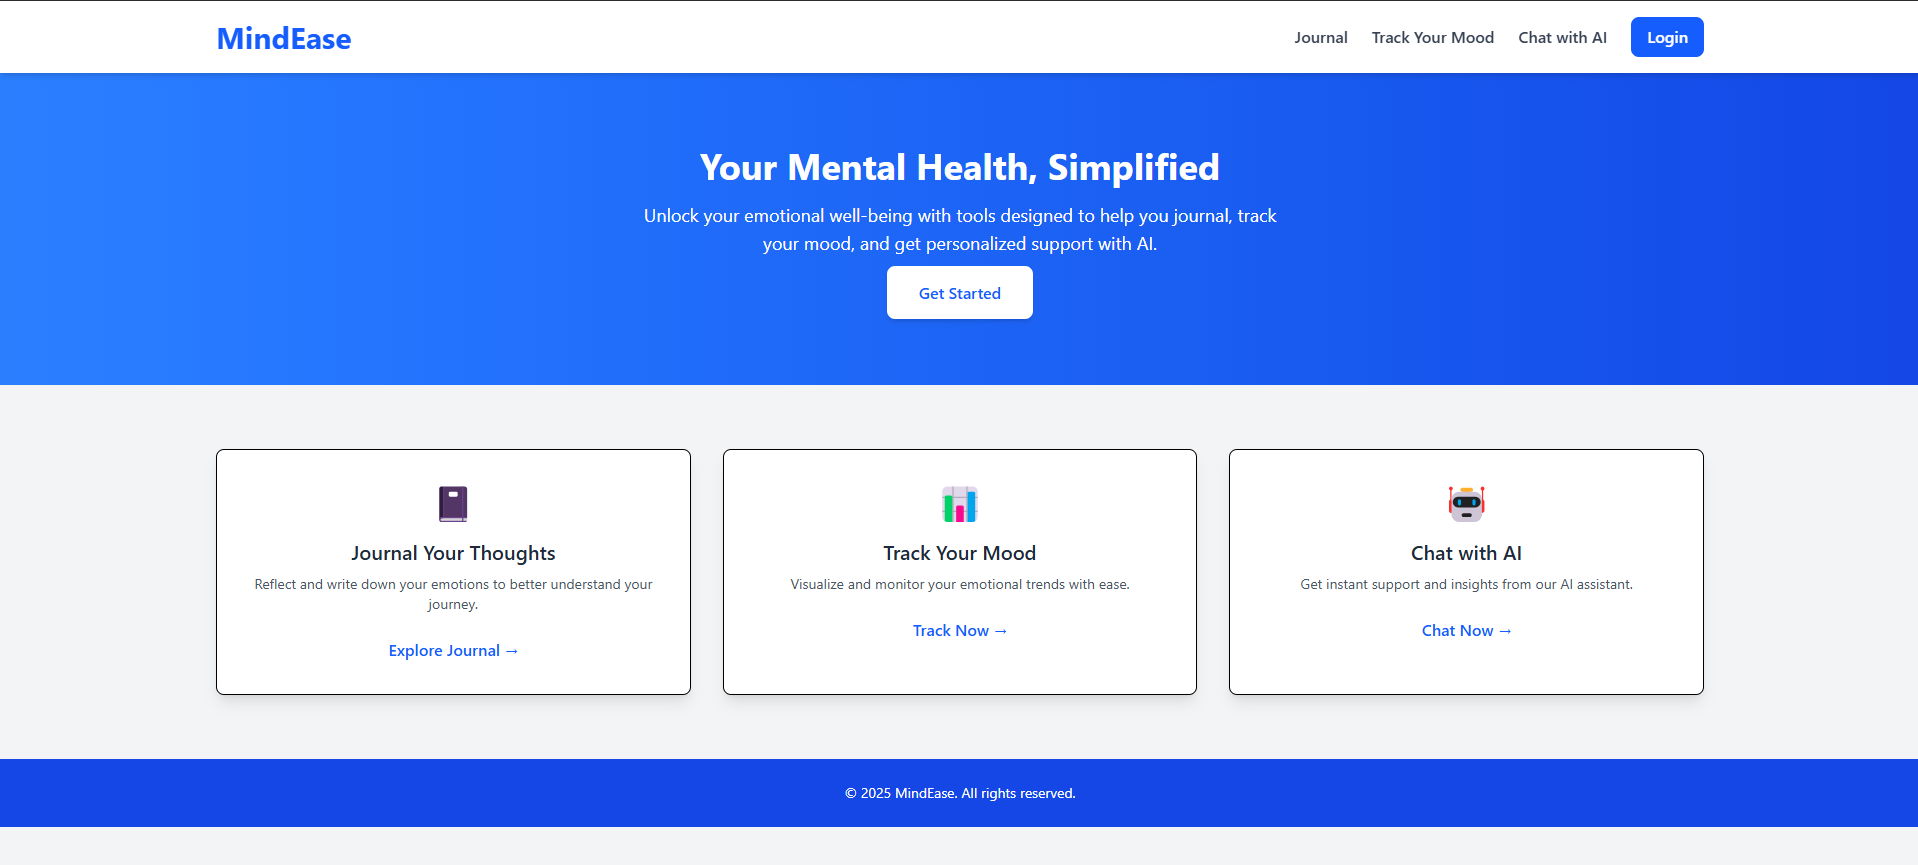 MindEase
Journal
Track Your Mood
Chat with AI
Login
Your Mental Health, Simplified
Unlock your emotional well-being with tools designed to help you journal, track
your mood, and get personalized support with AI.
Get Started
Journal Your Thoughts
Reflect and write down your emotions to better understand your
journey.
Explore Journal →
Track Your Mood
Visualize and monitor your emotional trends with ease.
Track Now →
Chat with AI
Get instant support and insights from our AI assistant.
Chat Now →
© 2025 MindEase. All rights reserved.